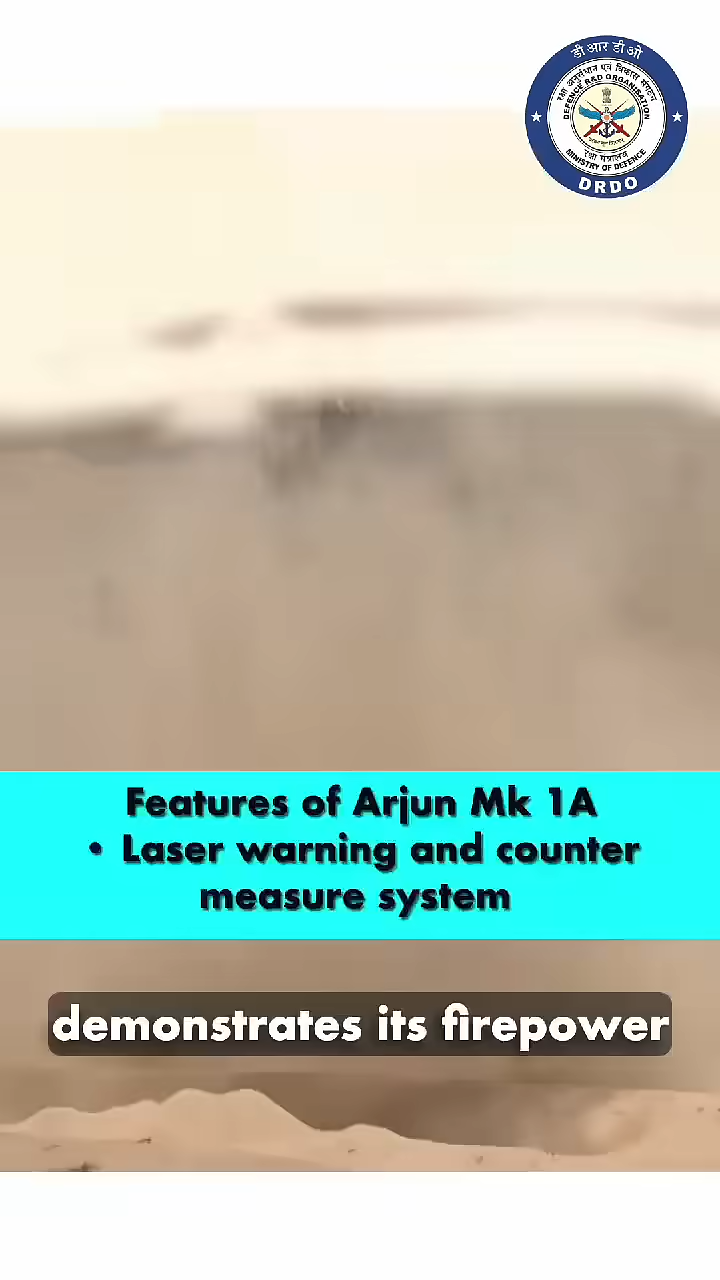 डी आर डी ओ
रक्षा अनुसंधान एवं विकास संगठन
DEFENCE R&D ORGANISATION
रक्षा मंत्रालय
MINISTRY OF DEFENCE
DRDO
Features of Arjun Mk 1A
• Laser warning and counter
measure system
demonstrates its firepower